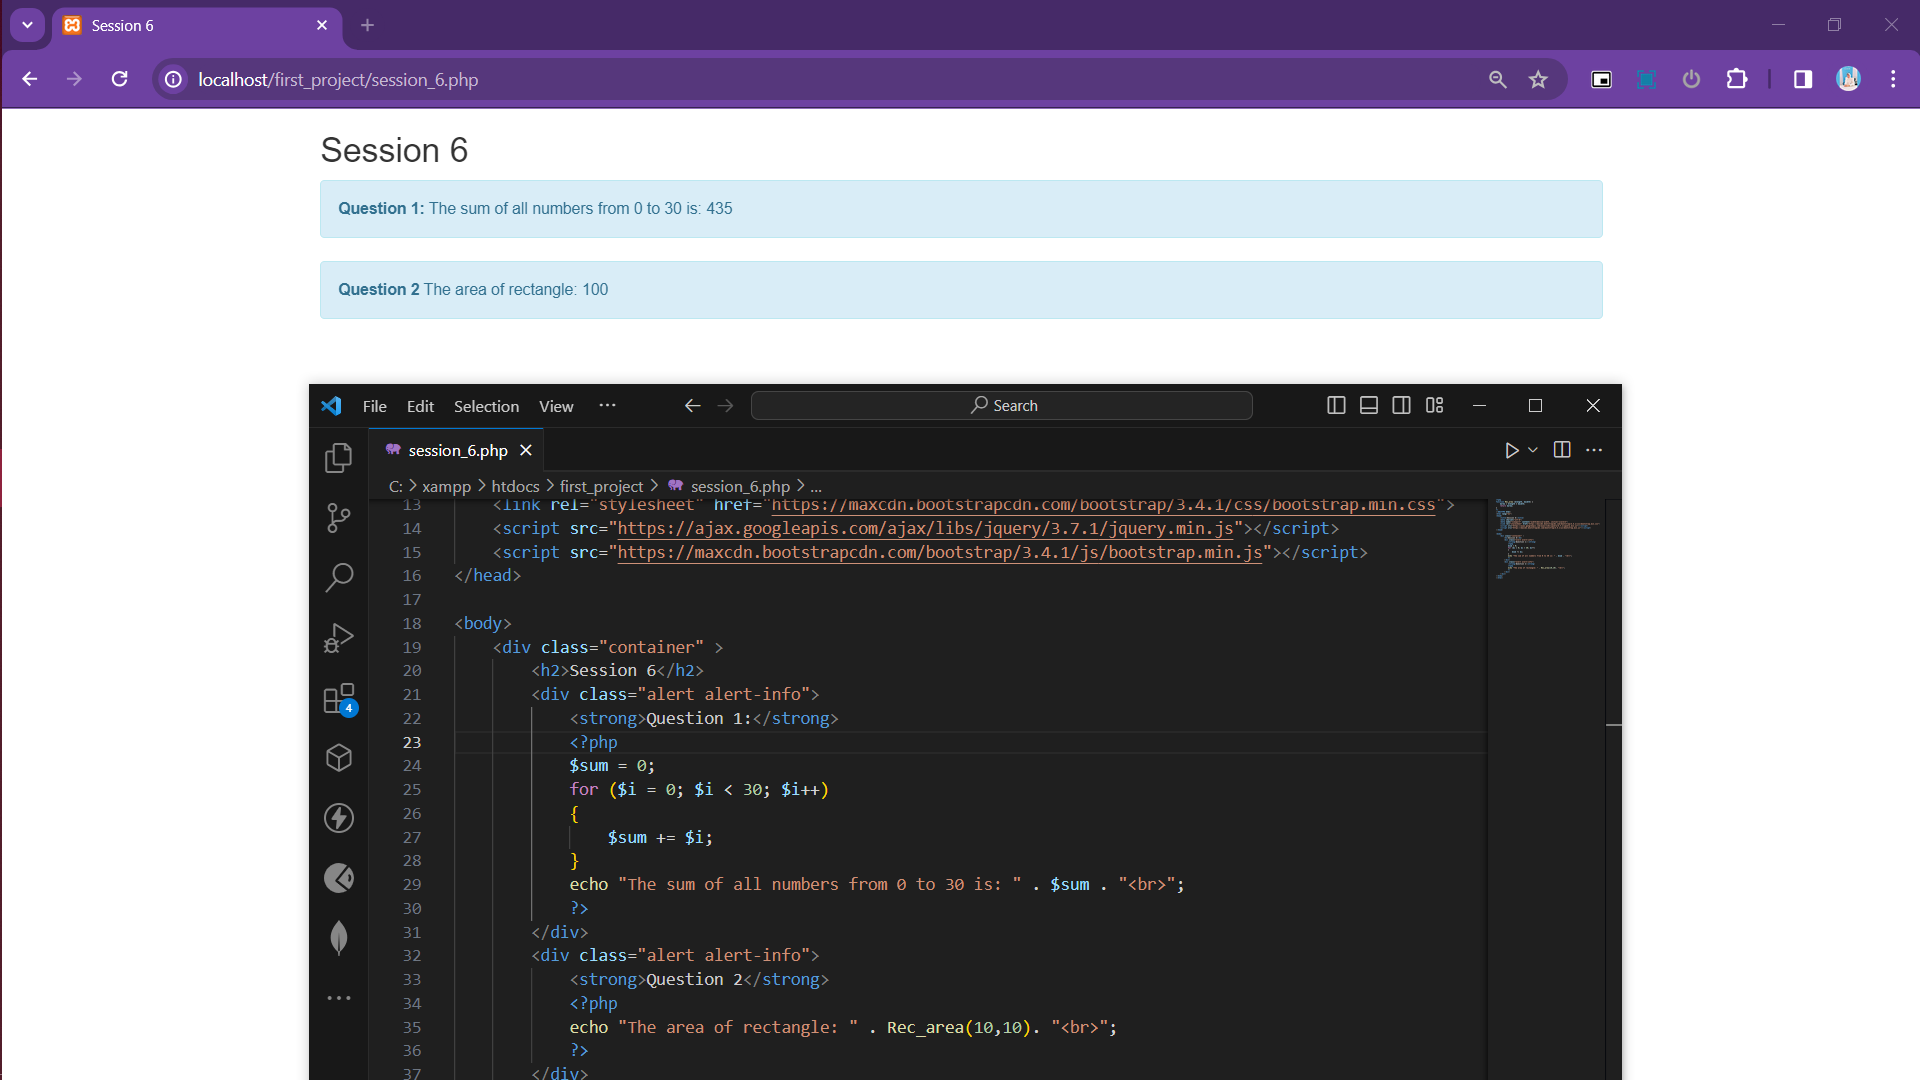 Session 6
localhost/first_project/session_6.php
Session 6
Question 1: The sum of all numbers from 0 to 30 is: 435
Question 2 The area of rectangle: 100
File Edit Selection View ··· Search
session_6.php
C: > xampp > htdocs > first_project > session_6.php > ...
13 <link rel="stylesheet" href="https://maxcdn.bootstrapcdn.com/bootstrap/3.4.1/css/bootstrap.min.css">
14 <script src="https://ajax.googleapis.com/ajax/libs/jquery/3.7.1/jquery.min.js"></script>
15 <script src="https://maxcdn.bootstrapcdn.com/bootstrap/3.4.1/js/bootstrap.min.js"></script>
16 </head>
17
18 <body>
19 <div class="container" >
20 <h2>Session 6</h2>
21 <div class="alert alert-info">
22 <strong>Question 1:</strong>
23 <?php
24 $sum = 0;
25 for ($i = 0; $i < 30; $i++)
26 {
27 $sum += $i;
28 }
29 echo "The sum of all numbers from 0 to 30 is: " . $sum . "<br>";
30 ?>
31 </div>
32 <div class="alert alert-info">
33 <strong>Question 2</strong>
34 <?php
35 echo "The area of rectangle: " . Rec_area(10,10). "<br>";
36 ?>
37 </div>
4